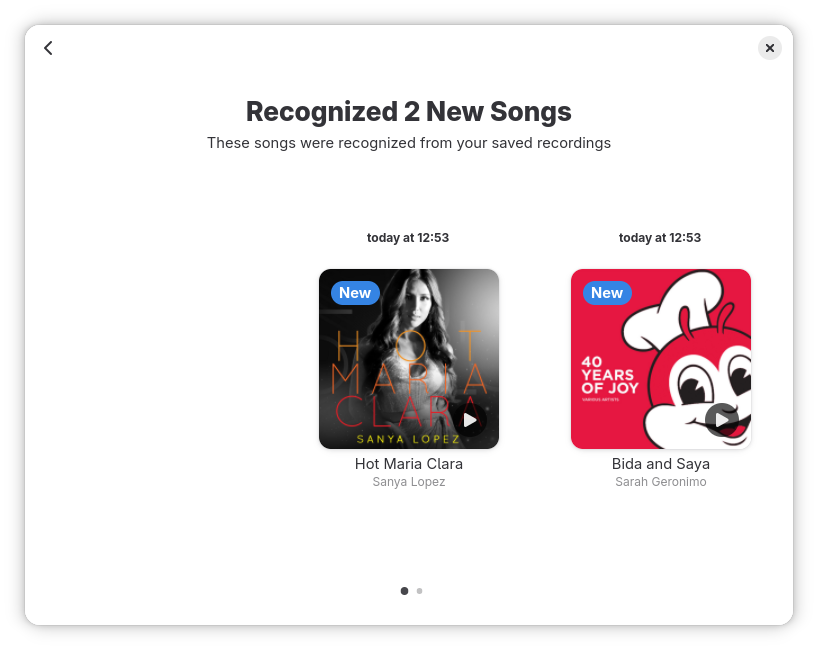 Recognized 2 New Songs
These songs were recognized from your saved recordings
today at 12:53
New
HOT
MARIA
CLARA
SANYA LOPEZ
Hot Maria Clara
Sanya Lopez
today at 12:53
New
40
YEARS
OF JOY
VARIOUS ARTISTS
Bida and Saya
Sarah Geronimo